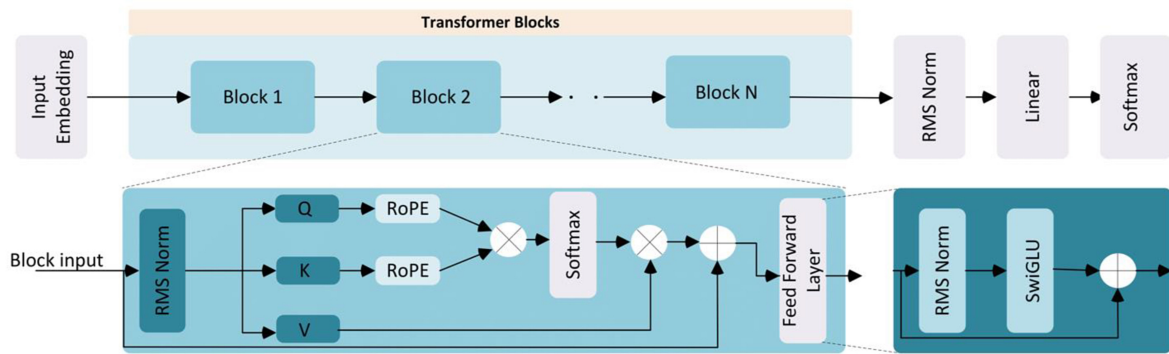 Transformer Blocks
Input
Embedding
Block 1
Block 2
Block N
RMS Norm
Linear
Softmax
Block input
RMS Norm
Q
K
V
RoPE
RoPE
Softmax
Feed Forward
Layer
RMS Norm
SwiGLU